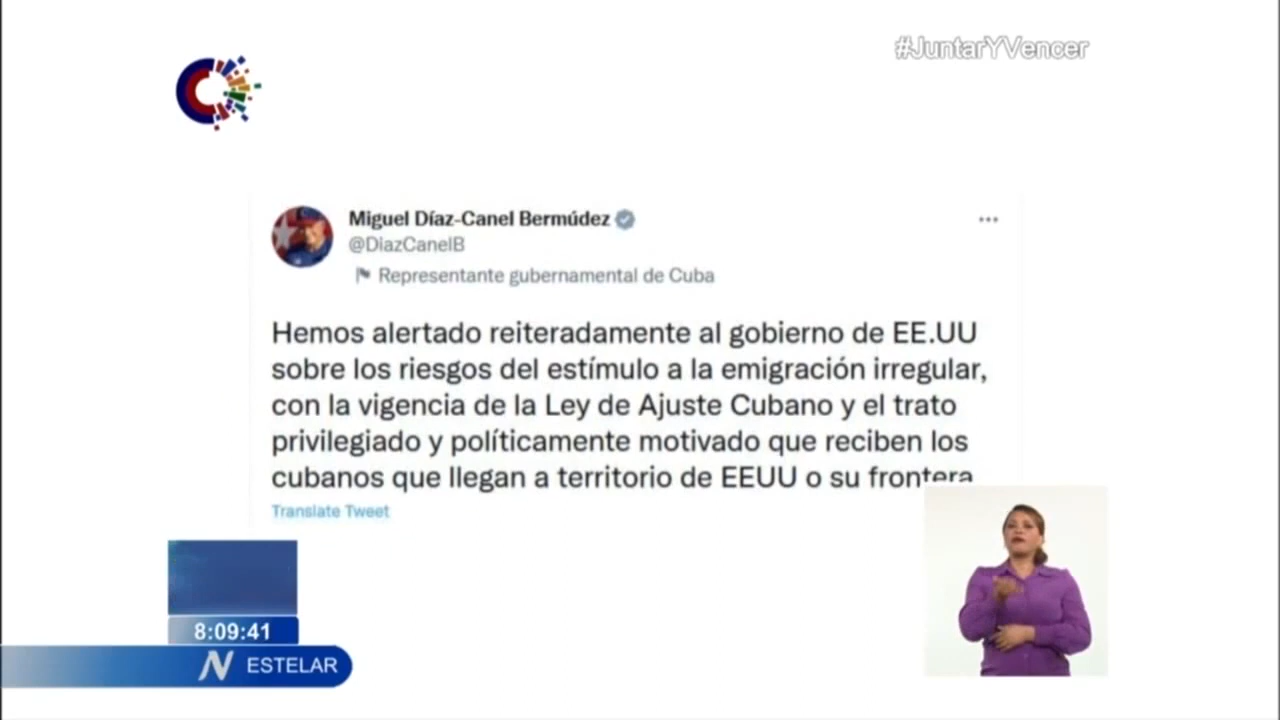 #JuntarYVencer
Miguel Díaz-Canel Bermúdez
@DiazCanelB
Representante gubernamental de Cuba
Hemos alertado reiteradamente al gobierno de EE.UU
sobre los riesgos del estímulo a la emigración irregular,
con la vigencia de la Ley de Ajuste Cubano y el trato
privilegiado y políticamente motivado que reciben los
cubanos que llegan a territorio de EEUU o su frontera
Translate Tweet
8:09:41
N ESTELAR